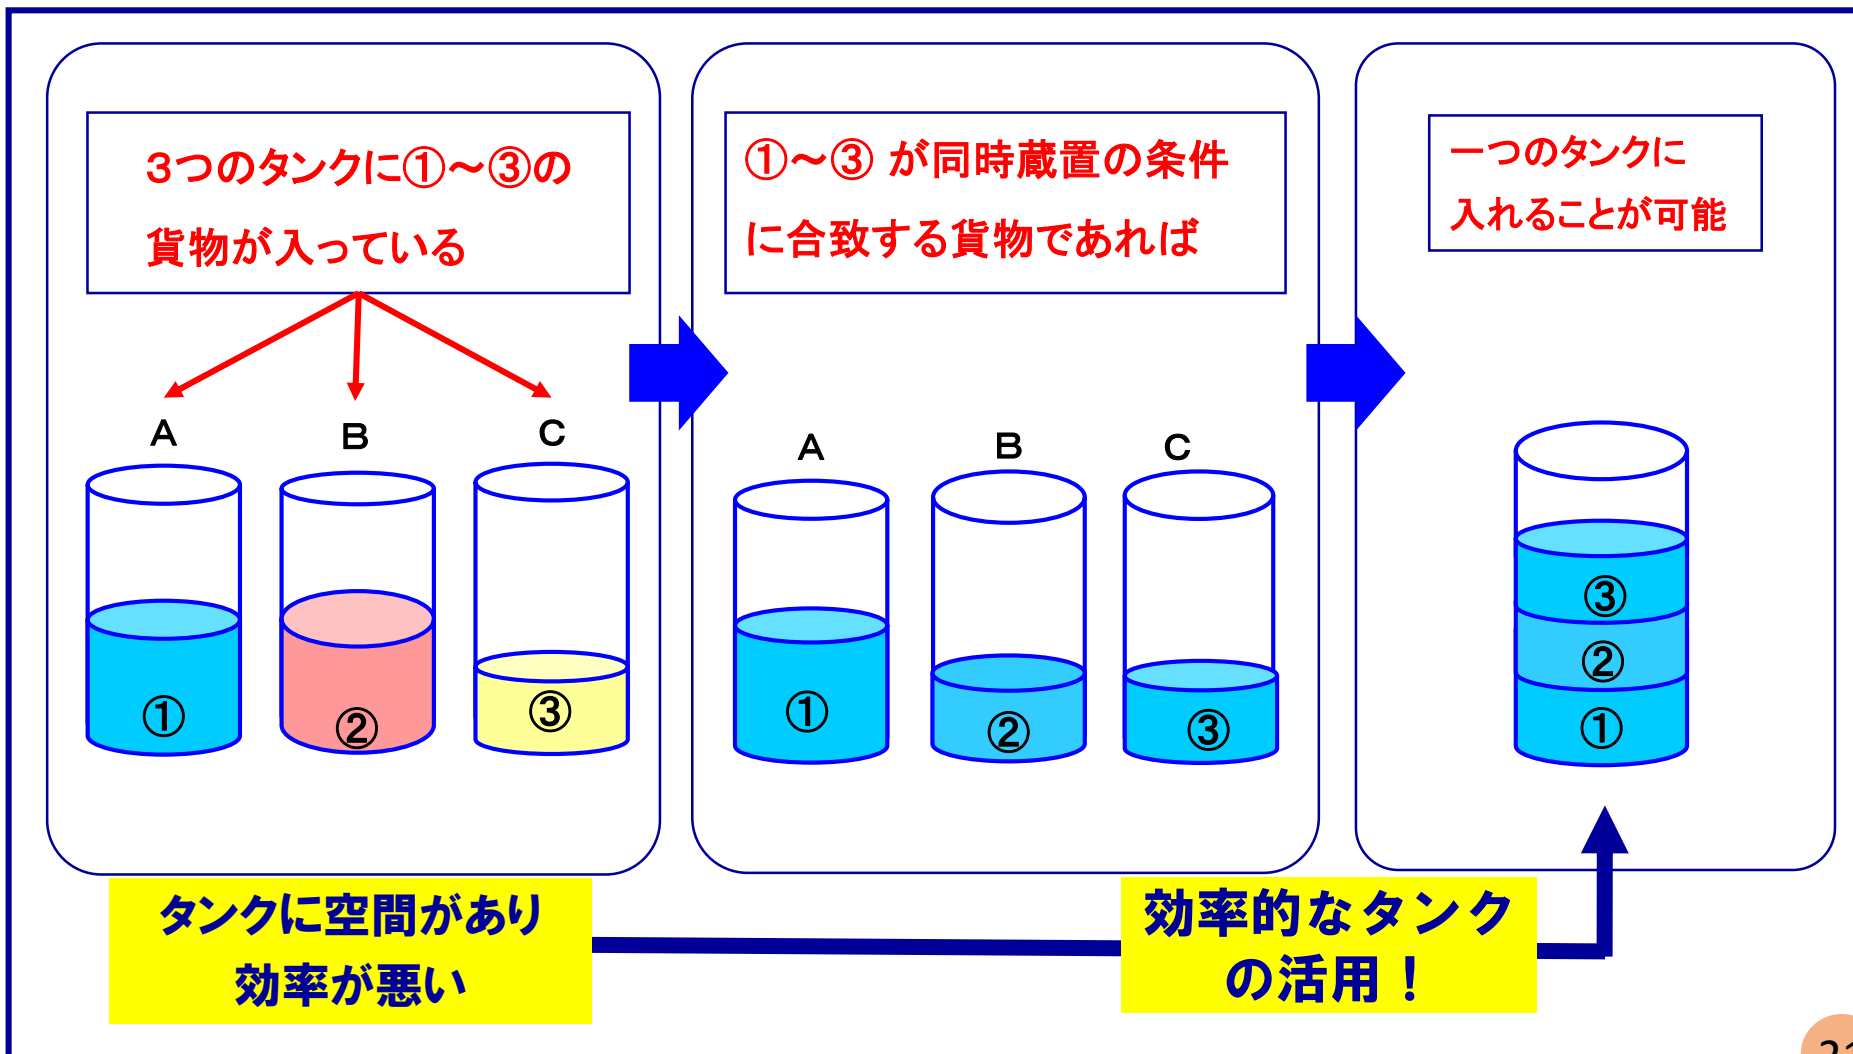 ３つのタンクに①～③の
貨物が入っている
A
B
C
①
②
③
①～③ が同時蔵置の条件
に合致する貨物であれば
A
B
C
①
②
③
一つのタンクに
入れることが可能
③
②
①
タンクに空間があり
効率が悪い
効率的なタンク
の活用！